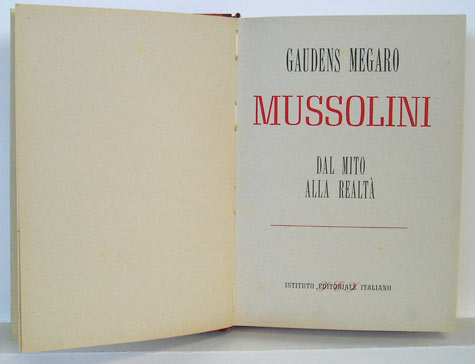 GAUDENS MEGARO
MUSSOLINI
DAL MITO
ALLA REALTÀ
ISTITUTO EDITORIALE ITALIANO